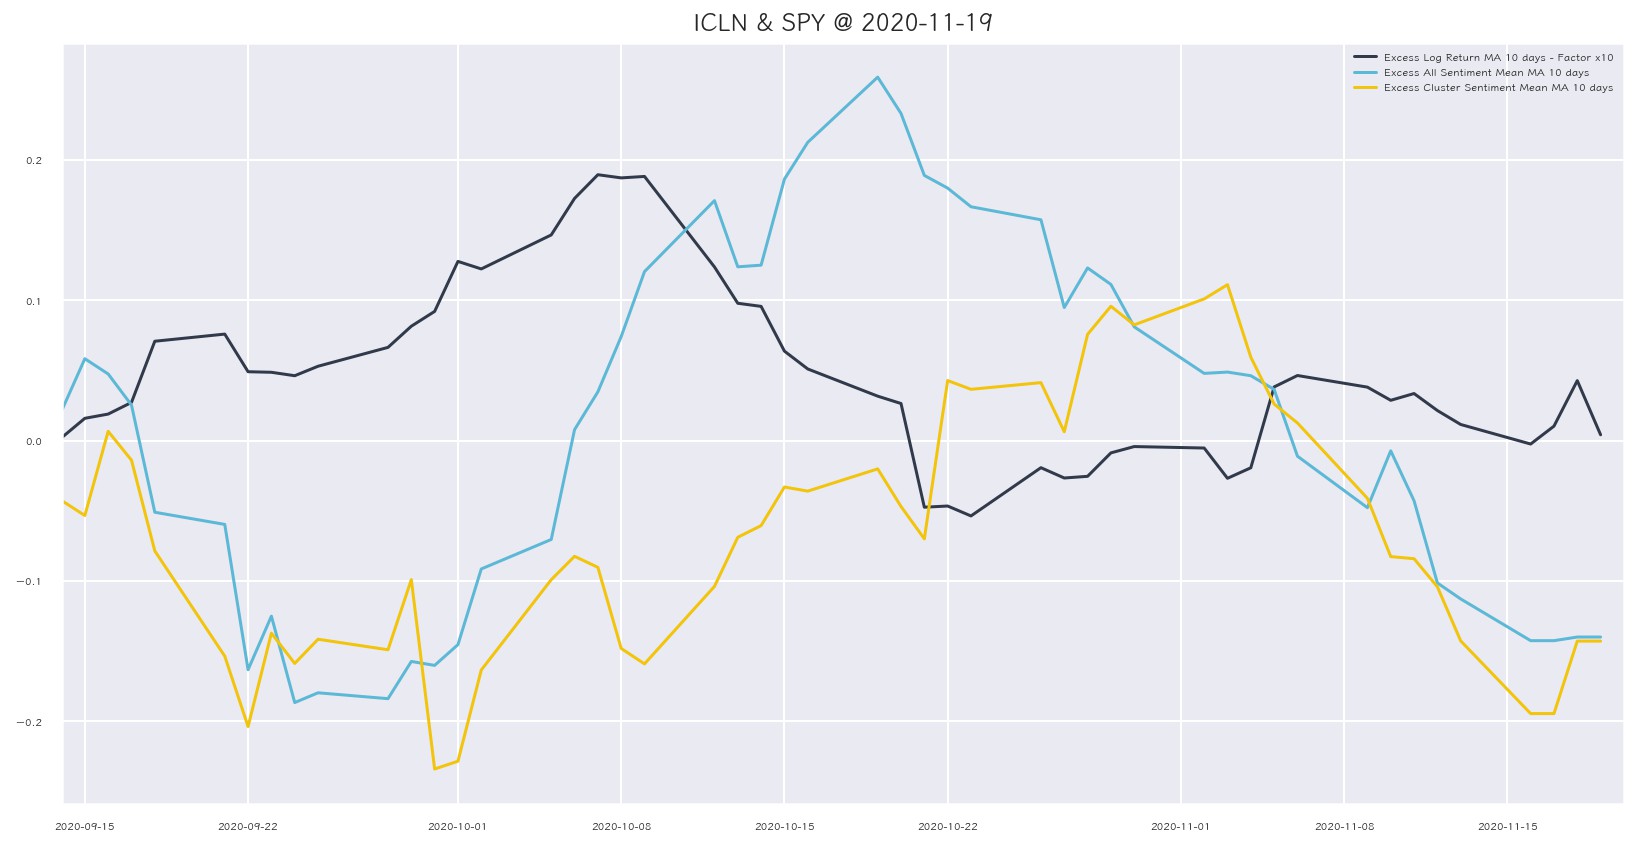 ICLN & SPY @ 2020-11-19
Excess Log Return MA 10 days - Factor x10
Excess All Sentiment Mean MA 10 days
Excess Cluster Sentiment Mean MA 10 days
0.2
0.1
0.0
−0.1
−0.2
2020-09-15 2020-09-22 2020-10-01 2020-10-08 2020-10-15 2020-10-22 2020-11-01 2020-11-08 2020-11-15